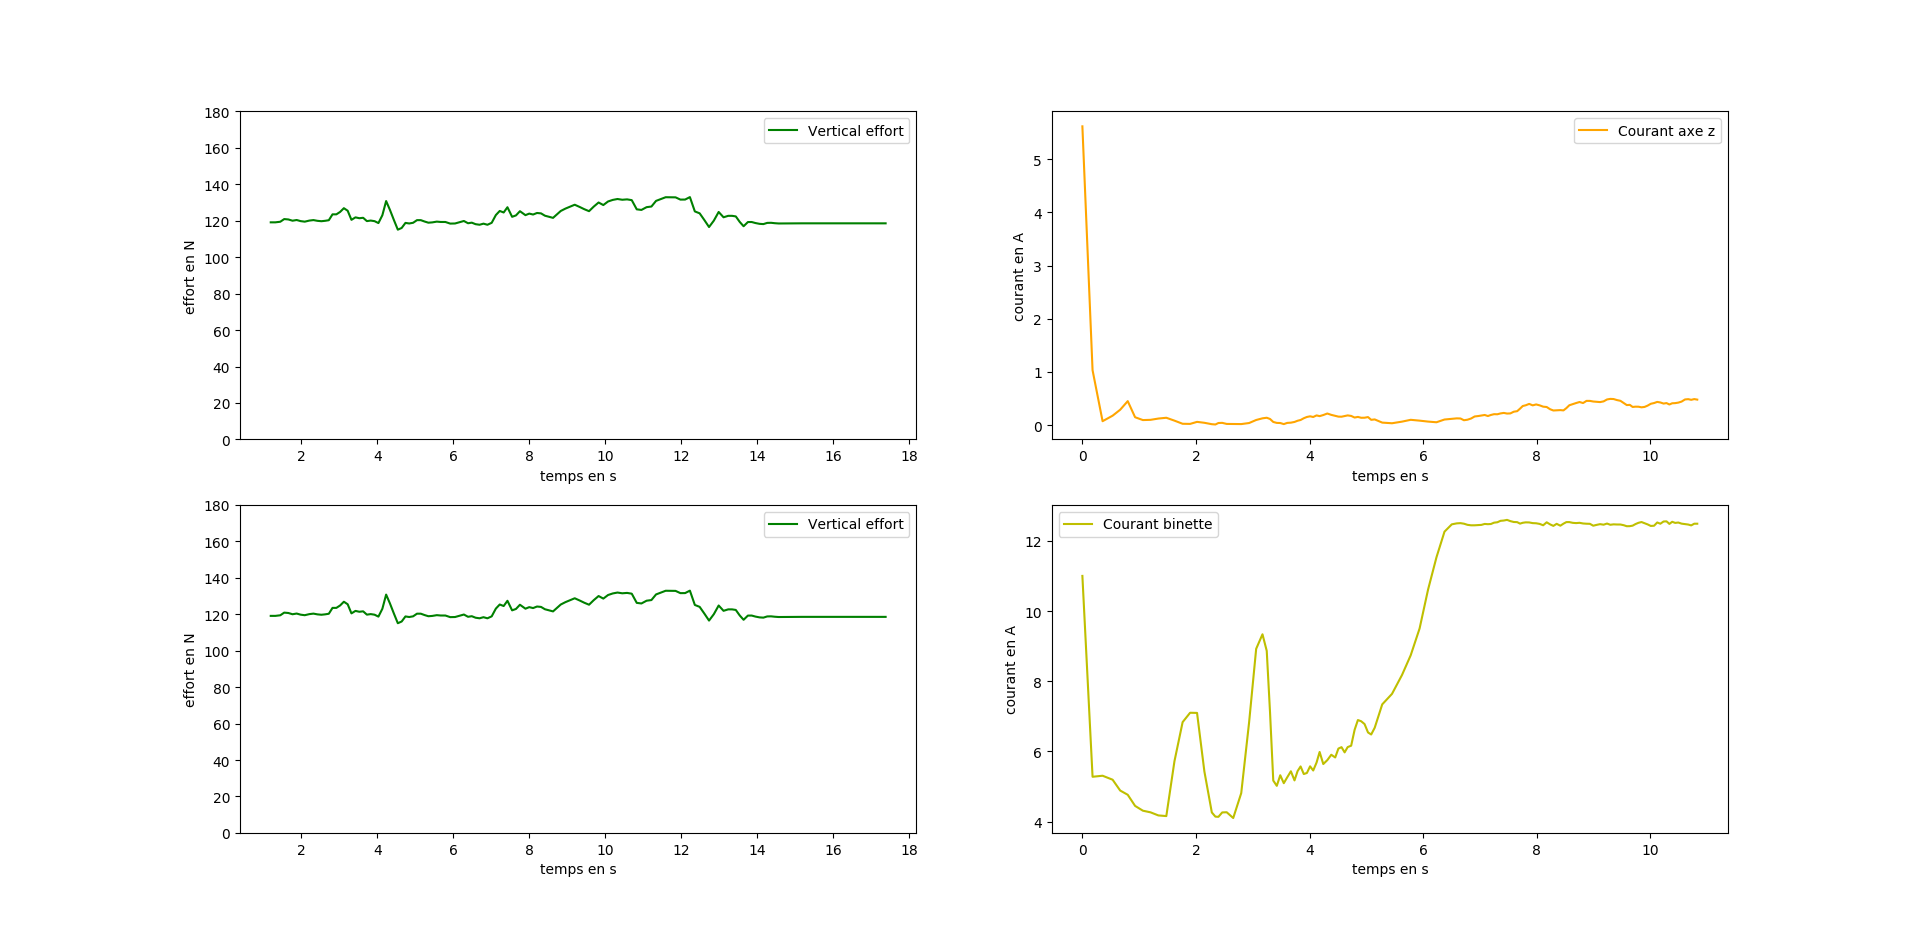 180
160
140
120
100
80
60
40
20
0
effort en N
Vertical effort
2 4 6 8 10 12 14 16 18
temps en s
5
4
3
2
1
0
courant en A
Courant axe z
0 2 4 6 8 10
temps en s
180
160
140
120
100
80
60
40
20
0
effort en N
Vertical effort
2 4 6 8 10 12 14 16 18
temps en s
12
10
8
6
4
courant en A
Courant binette
0 2 4 6 8 10
temps en s